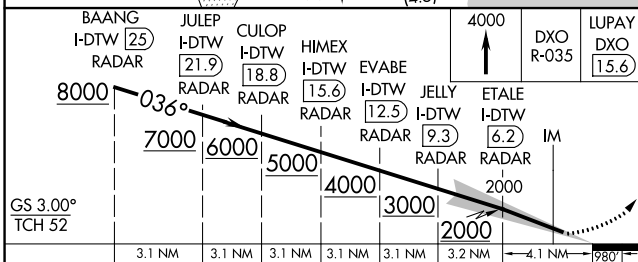 (4.6)
BAANG
I-DTW 25
RADAR
JULEP
I-DTW
21.9
RADAR
CULOP
I-DTW
18.8
RADAR
HIMEX
I-DTW
15.6
RADAR
EVABE
I-DTW
12.5
RADAR
JELLY
I-DTW
9.3
RADAR
ETALE
I-DTW
6.2
RADAR
4000
DXO
R-035
LUPAY
DXO
15.6
IM
8000
036°
7000
6000
5000
4000
3000
2000
2000
GS 3.00°
TCH 52
3.1 NM
3.1 NM
3.1 NM
3.1 NM
3.1 NM
3.2 NM
4.1 NM
980'